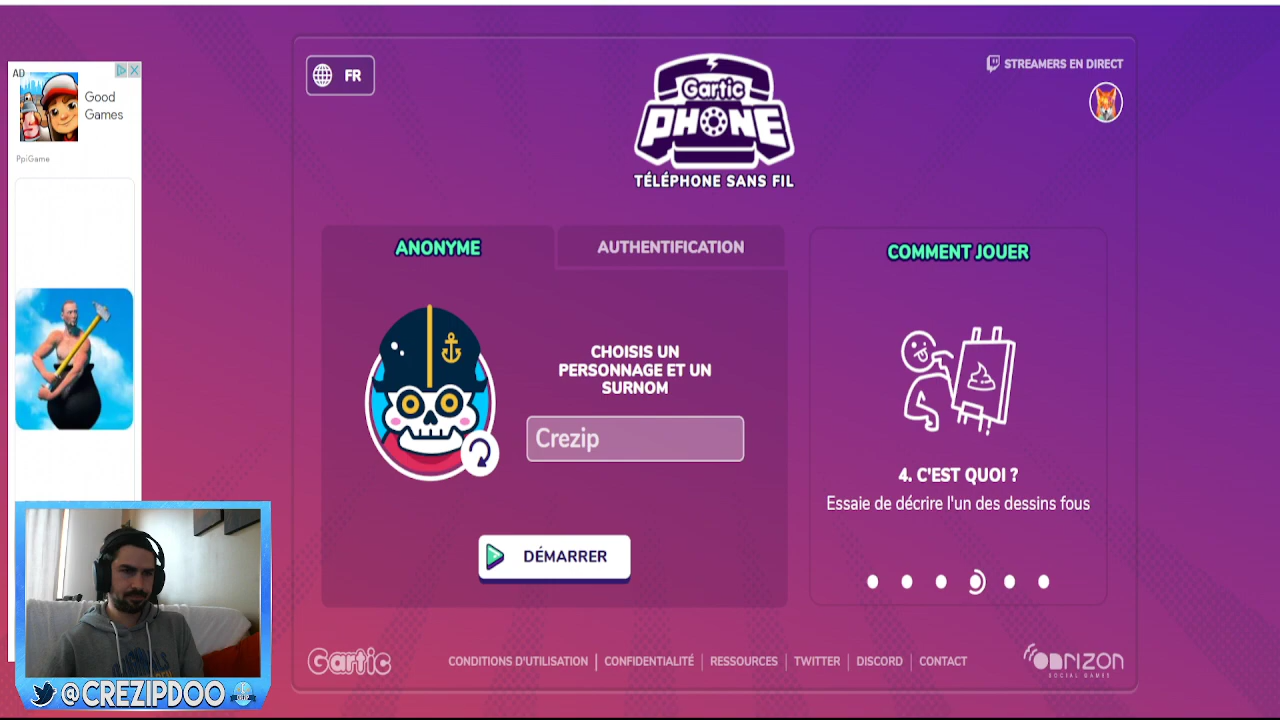 AD
Good
Games
PpiGame
FR
Gartic
PHONE
TÉLÉPHONE SANS FIL
STREAMERS EN DIRECT
ANONYME
AUTHENTIFICATION
CHOISIS UN
PERSONNAGE ET UN
SURNOM
Crezip
DÉMARRER
COMMENT JOUER
4. C'EST QUOI ?
Essaie de décrire l'un des dessins fous
@CREZIPDOO
Gartic
CONDITIONS D'UTILISATION | CONFIDENTIALITÉ | RESSOURCES | TWITTER | DISCORD | CONTACT
ONRIZON
SOCIAL GAMES